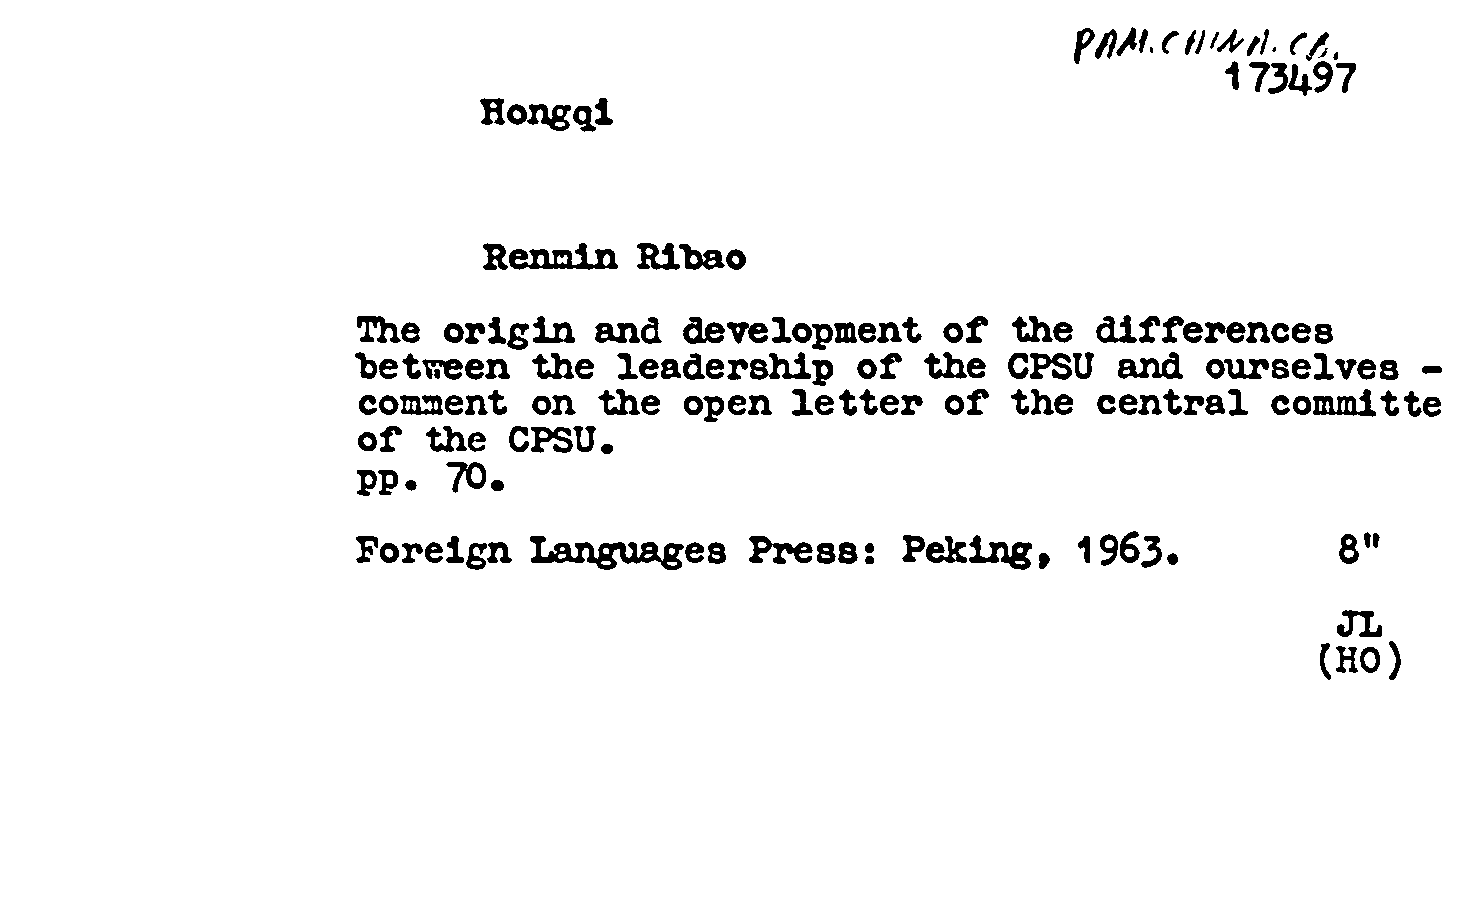 PAM. CHINA. CB.
173497
Hongqi
Renmin Ribao
The origin and development of the differences
between the leadership of the CPSU and ourselves -
comment on the open letter of the central committe
of the CPSU.
pp. 70.
Foreign Languages Press: Peking, 1963. 8"
JL
(HO)